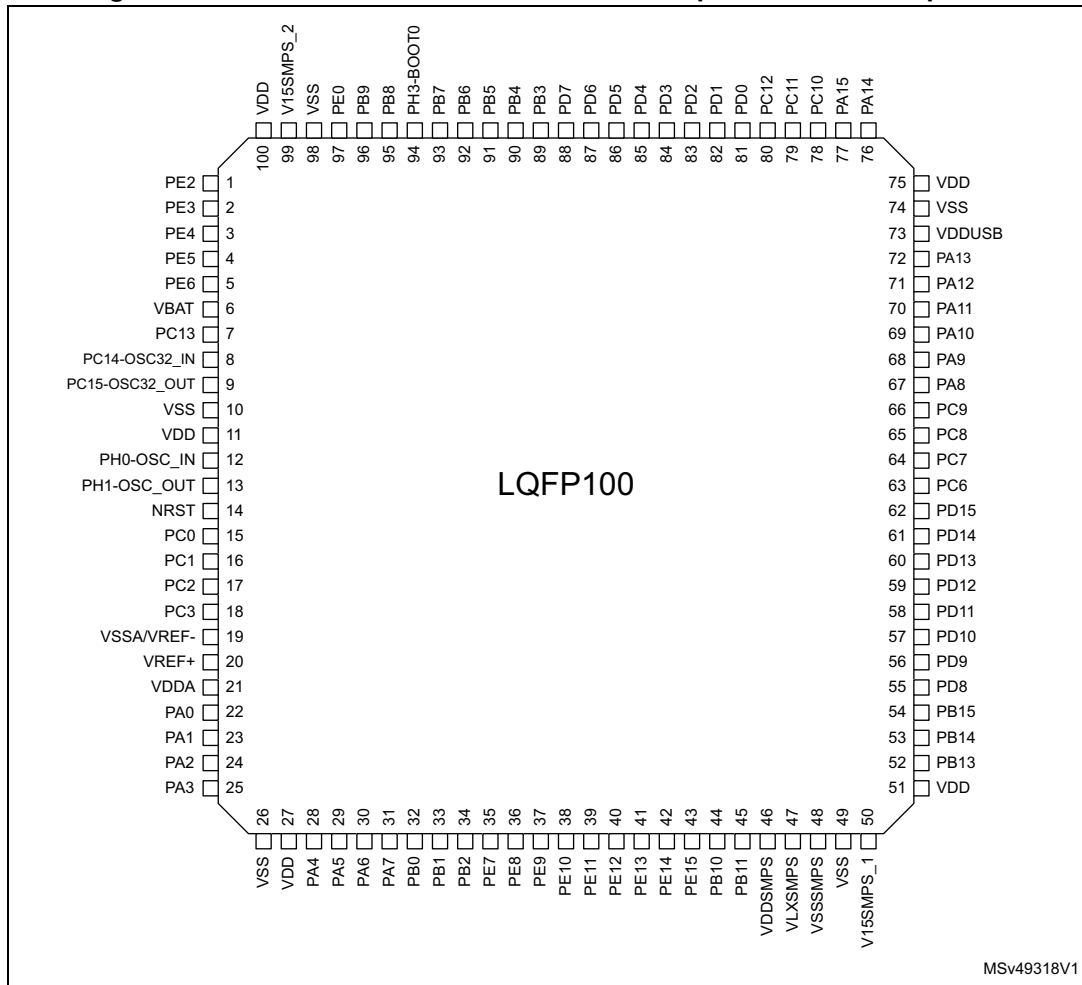 VDD
V15SMPS_2
VSS
PE0
PB9
PB8
PH3-BOOT0
PB7
PB6
PB5
PB4
PB3
PD7
PD6
PD5
PD4
PD3
PD2
PD1
PD0
PC12
PC11
PC10
PA15
PA14
100
99
98
97
96
95
94
93
92
91
90
89
88
87
86
85
84
83
82
81
80
79
78
77
76
PE2 1
PE3 2
PE4 3
PE5 4
PE6 5
VBAT 6
PC13 7
PC14-OSC32_IN 8
PC15-OSC32_OUT 9
VSS 10
VDD 11
PH0-OSC_IN 12
PH1-OSC_OUT 13
NRST 14
PC0 15
PC1 16
PC2 17
PC3 18
VSSA/VREF- 19
VREF+ 20
VDDA 21
PA0 22
PA1 23
PA2 24
PA3 25
LQFP100
75 VDD
74 VSS
73 VDDUSB
72 PA13
71 PA12
70 PA11
69 PA10
68 PA9
67 PA8
66 PC9
65 PC8
64 PC7
63 PC6
62 PD15
61 PD14
60 PD13
59 PD12
58 PD11
57 PD10
56 PD9
55 PD8
54 PB15
53 PB14
52 PB13
51 VDD
26
27
28
29
30
31
32
33
34
35
36
37
38
39
40
41
42
43
44
45
46
47
48
49
50
VSS
VDD
PA4
PA5
PA6
PA7
PB0
PB1
PB2
PE7
PE8
PE9
PE10
PE11
PE12
PE13
PE14
PE15
PB10
PB11
VDDSMPS
VLXSMPS
VSSSMPS
VSS
V15SMPS_1
MSv49318V1